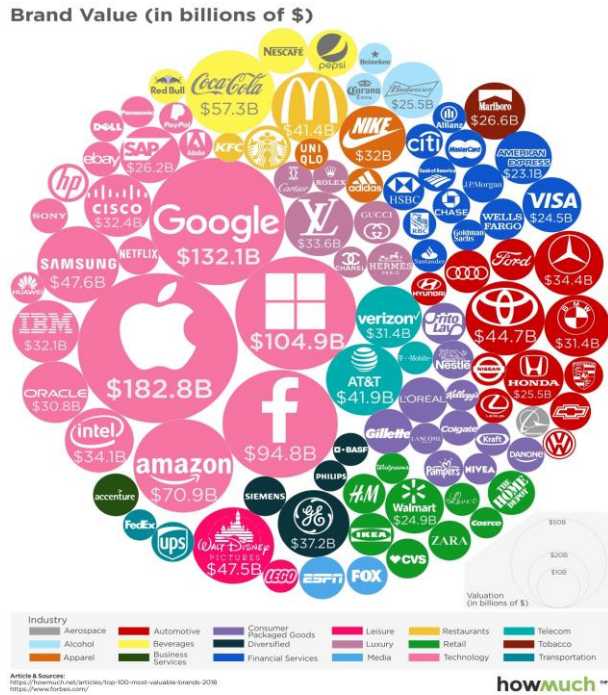 Brand Value (in billions of $)
NESCAFÉ
pepsi
Heineken
Red Bull
Coca-Cola
$57.3B
$41.4B
Corona
Extra
Budweiser
$25.5B
Marlboro
$26.6B
Panasonic
PayPal
DELL
Adobe
KFC
UNI
QLO
NIKE
$32B
Allianz
citi
MasterCard
AMERICAN
EXPRESS
$23.1B
ebay
SAP
$26.2B
Cartier
ROLEX
adidas
Bank of America
J.P.Morgan
HSBC
hp
CISCO
$32.4B
Google
$132.1B
LV
$33.6B
GUCCI
RBC
CHASE
WELLS
FARGO
VISA
$24.5B
SONY
Goldman
Sachs
SAMSUNG
$47.6B
NETFLIX
CHANEL
HERMES
PARIS
Santander
Ford
$34.4B
HUAWEI
HYUNDAI
IBM
$32.1B
$104.9B
verizon
$31.4B
Frito
Lay
$44.7B
BMW
$31.4B
T-Mobile
Nestle
NISSAN
HONDA
$25.5B
$182.8B
AT&T
$41.9B
L'ORÉAL
Kellogg's
LEXUS
ORACLE
$30.8B
f
$94.8B
intel
$34.1B
Gillette
LANCÔME
Colgate
Kraft
DANONE
BASF
amazon
$70.9B
Pampers
NIVEA
accenture
SIEMENS
PHILIPS
Walgreens
H&M
Walmart
$24.9B
Lowe's
THE
HOME
DEPOT
FedEx
ups
WALT DISNEY
PICTURES
$47.5B
GE
$37.2B
IKEA
ZARA
Costco
CVS
LEGO
ESPN
FOX
$50B
$20B
$10B
Valuation
(in billions of $)
Industry
Aerospace
Automotive
Consumer
Packaged Goods
Leisure
Restaurants
Telecom
Alcohol
Beverages
Diversified
Luxury
Retail
Tobacco
Apparel
Business
Services
Financial Services
Media
Technology
Transportation
Article & Sources:
https://howmuch.net/articles/top-100-most-valuable-brands-2018
https://www.forbes.com/
howmuch